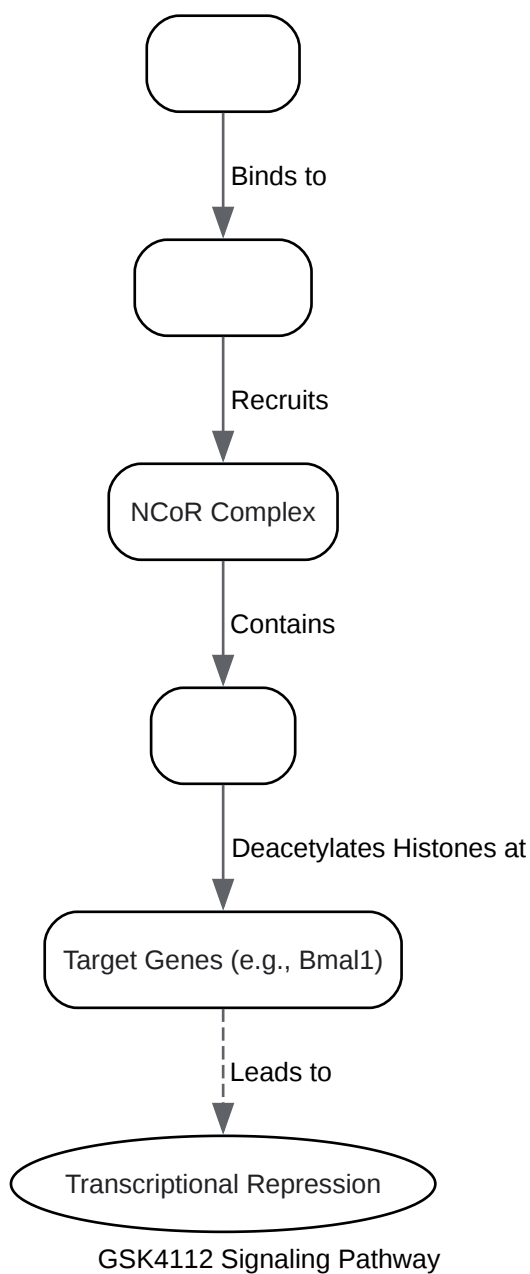 Binds to
Recruits
NCoR Complex
Contains
Deacetylates Histones at
Target Genes (e.g., Bmal1)
Leads to
Transcriptional Repression
GSK4112 Signaling Pathway